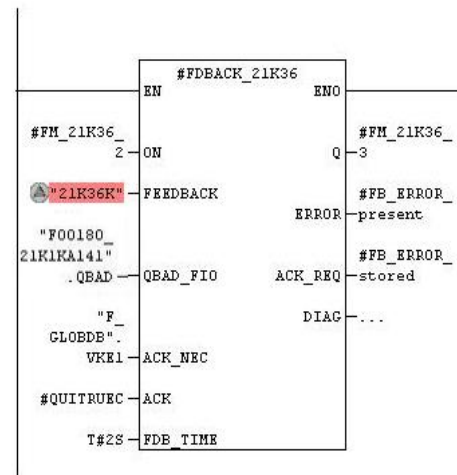 #FDBACK_21K36
EN ENO
#FM_21K36_
2 ON
Q #FM_21K36_
3
"21K36K" FEEDBACK
ERROR #FB_ERROR_
present
"F00180_
21K1KA141"
.QBAD QBAD_FIO
ACK_REQ #FB_ERROR_
stored
"F_
GLOBDB".
VKE1 ACK_NEC
DIAG ...
#QUITRUEC ACK
T#2S FDB_TIME